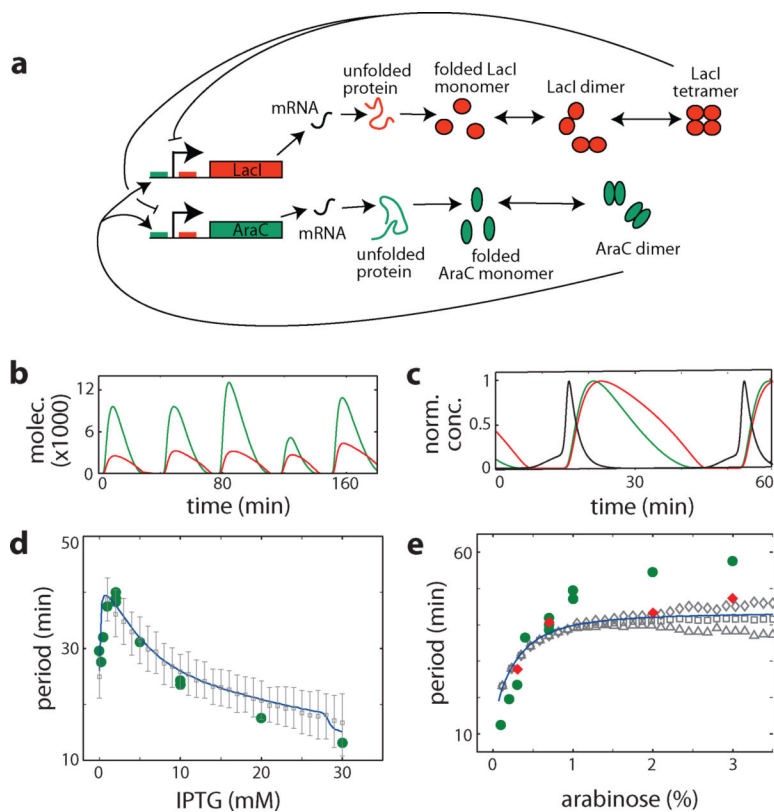 a
unfolded
protein
folded LacI
monomer
LacI dimer
LacI
tetramer
mRNA
LacI
AraC
mRNA
unfolded
protein
folded
AraC monomer
AraC dimer
b
molec.
(x1000)
12
6
0
0
80
160
time (min)
c
norm.
conc.
1
0.5
0
0
30
60
time (min)
d
period (min)
50
30
10
0
10
20
30
IPTG (mM)
e
period (min)
60
10
0
1
2
3
arabinose (%)